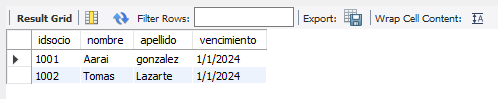 Result Grid Filter Rows: Export: Wrap Cell Content: IA
idsocio nombre apellido vencimiento
1001 Aarai gonzalez 1/1/2024
1002 Tomas Lazarte 1/1/2024